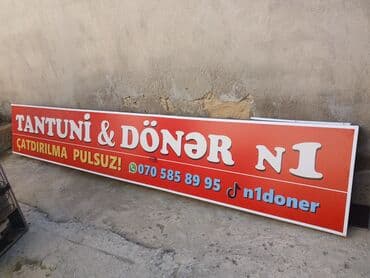 TANTUNİ & DÖNƏR N1
ÇATDIRILMA PULSUZ! 070 585 89 95 n1doner